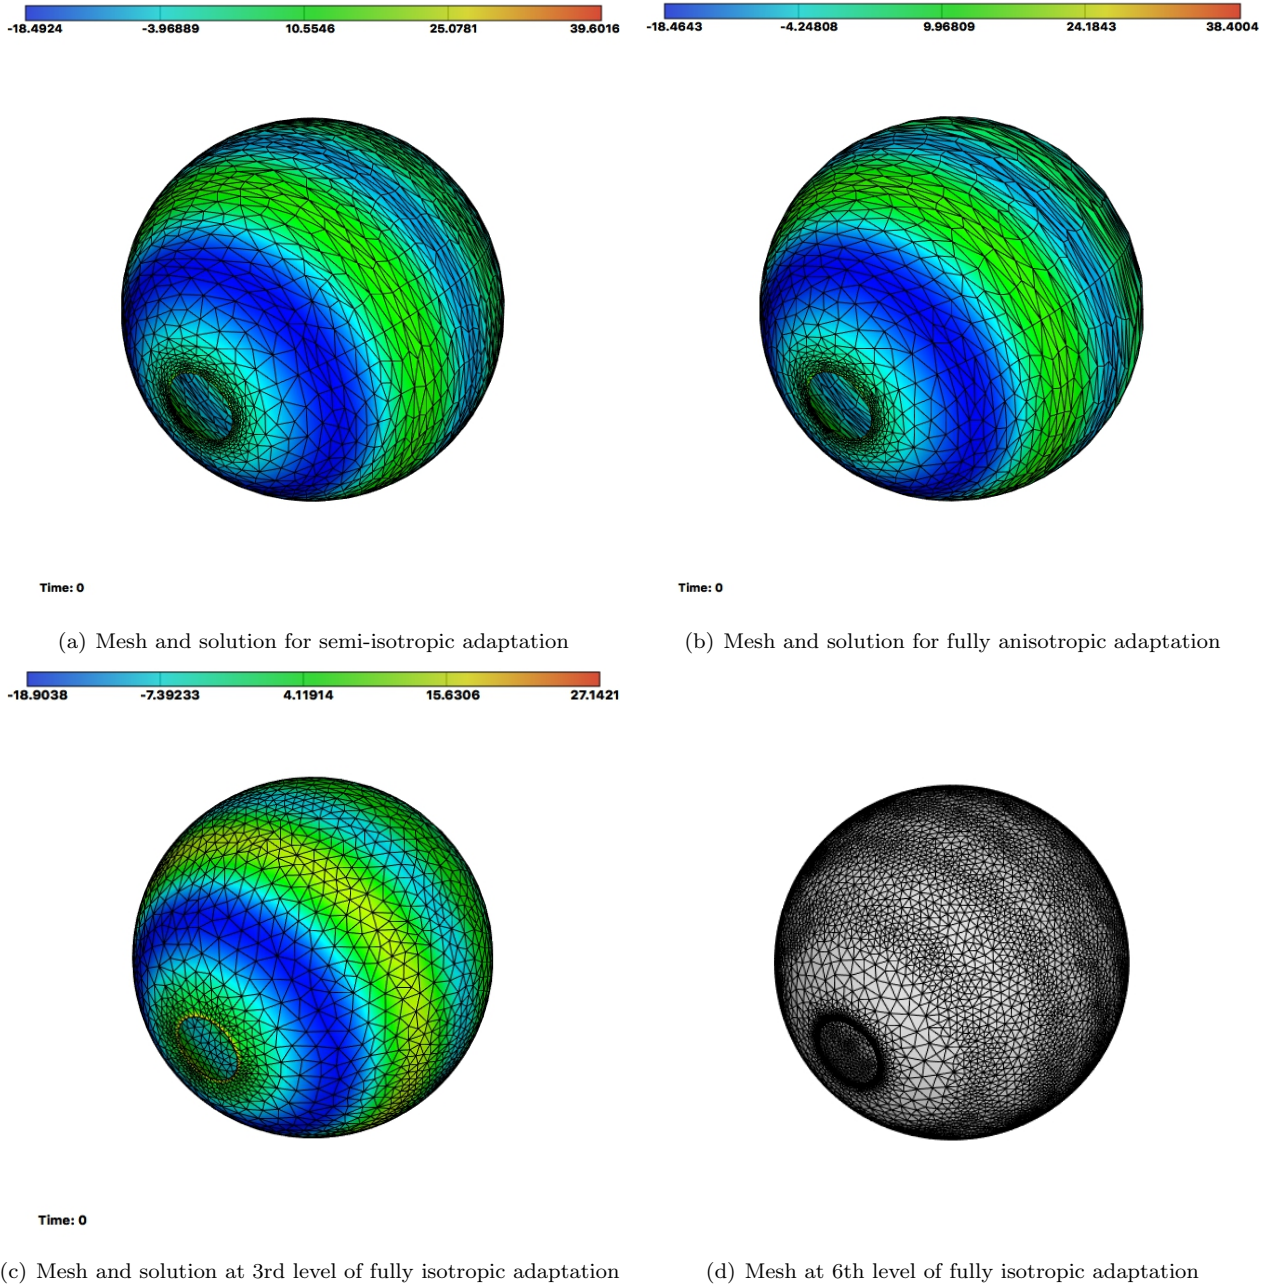 -18.4924 -3.96889 10.5546 25.0781 39.6016
-18.4643 -4.24808 9.96809 24.1843 38.4004
Time: 0
Time: 0
(a) Mesh and solution for semi-isotropic adaptation
(b) Mesh and solution for fully anisotropic adaptation
-18.9038 -7.39233 4.11914 15.6306 27.1421
Time: 0
(c) Mesh and solution at 3rd level of fully isotropic adaptation
(d) Mesh at 6th level of fully isotropic adaptation